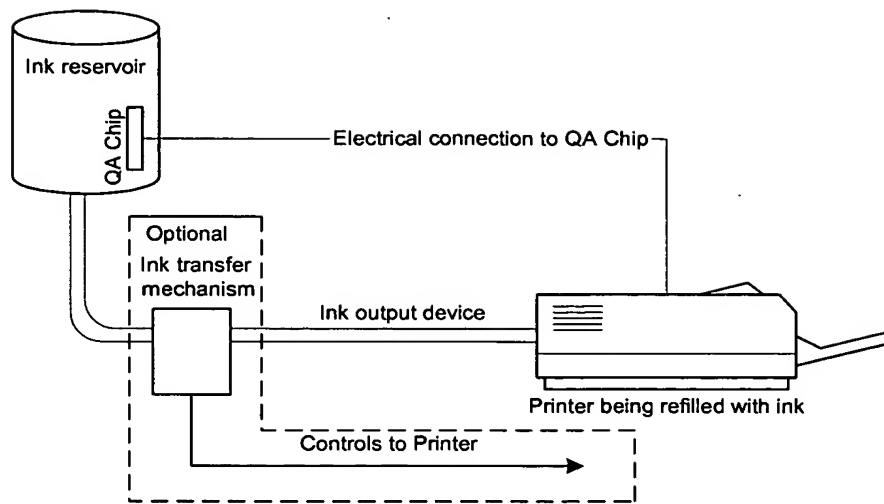 Ink reservoir
QA Chip
Electrical connection to QA Chip
Optional
Ink transfer
mechanism
Ink output device
Printer being refilled with ink
Controls to Printer